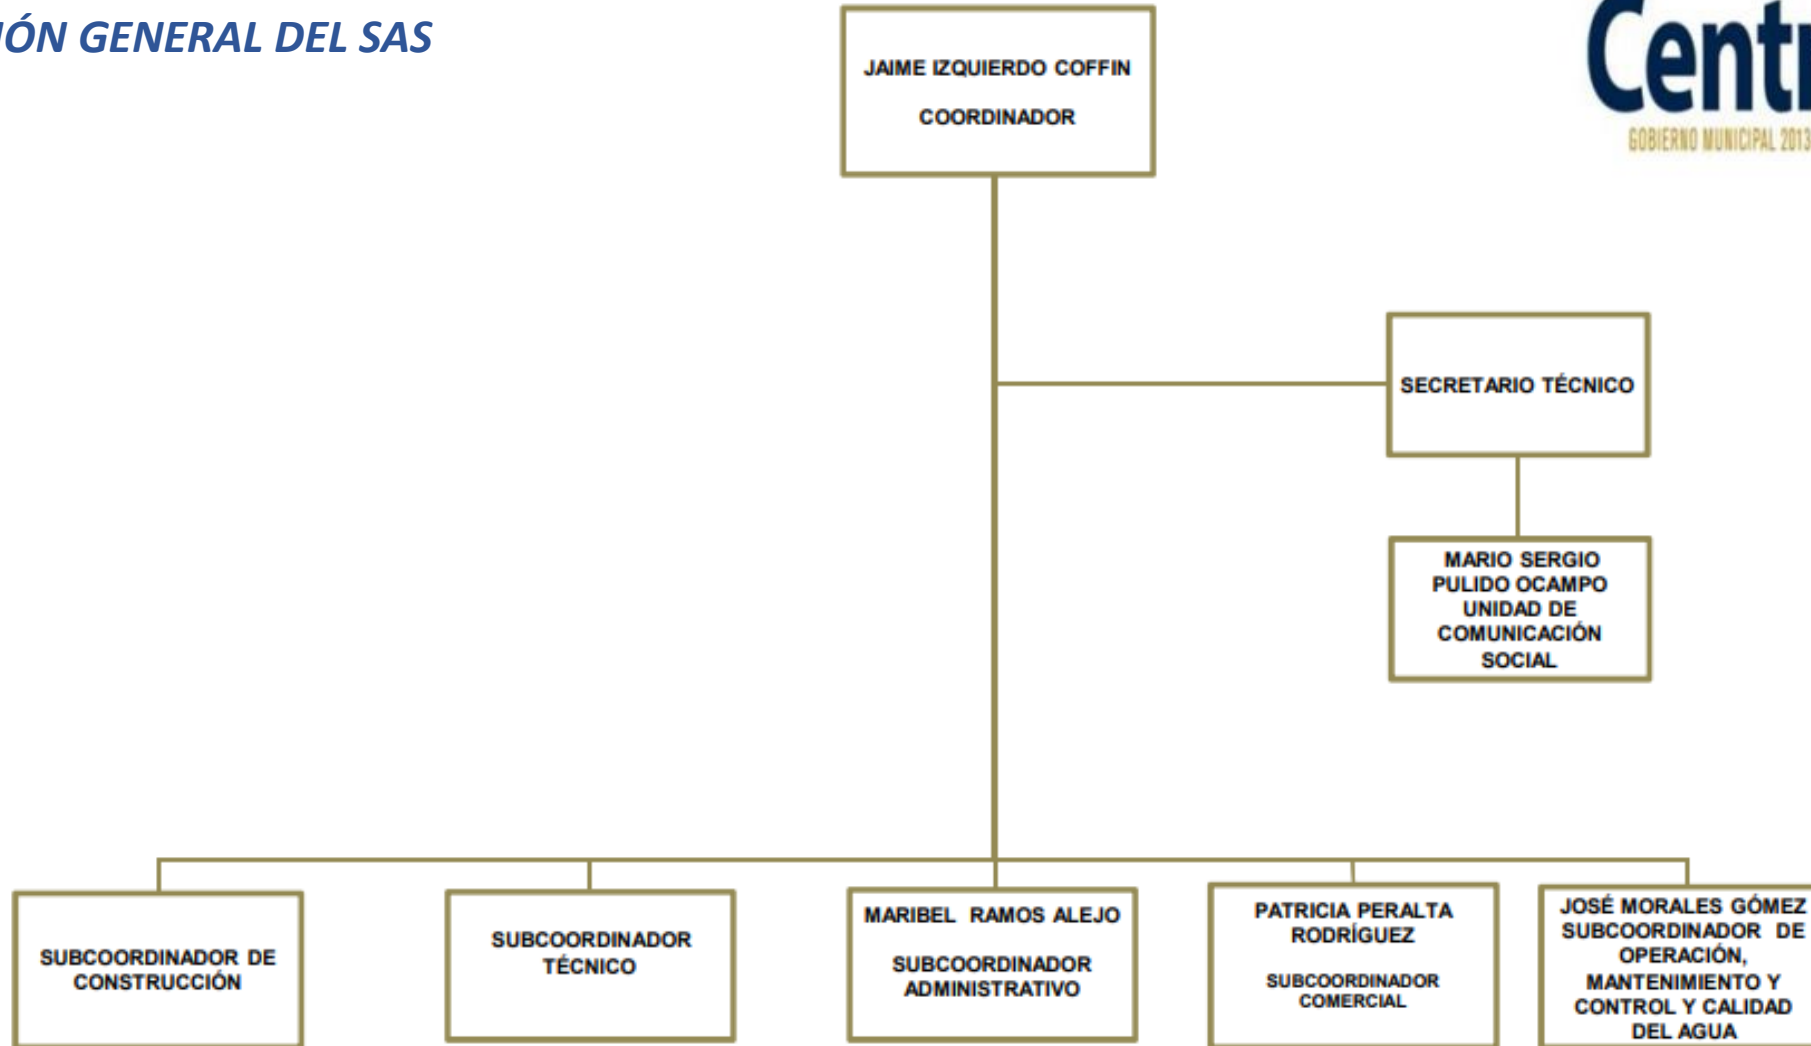 IÓN GENERAL DEL SAS
Centr
GOBIERNO MUNICIPAL 2013
JAIME IZQUIERDO COFFIN
COORDINADOR
SECRETARIO TÉCNICO
MARIO SERGIO
PULIDO OCAMPO
UNIDAD DE
COMUNICACIÓN
SOCIAL
SUBCOORDINADOR DE
CONSTRUCCIÓN
SUBCOORDINADOR
TÉCNICO
MARIBEL RAMOS ALEJO
SUBCOORDINADOR
ADMINISTRATIVO
PATRICIA PERALTA
RODRÍGUEZ
SUBCOORDINADOR
COMERCIAL
JOSÉ MORALES GÓMEZ
SUBCOORDINADOR DE
OPERACIÓN,
MANTENIMIENTO Y
CONTROL Y CALIDAD
DEL AGUA